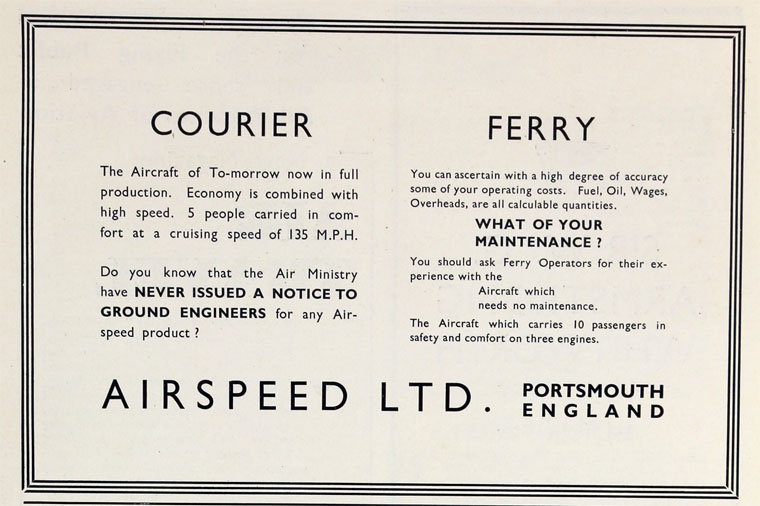 COURIER
The Aircraft of To-morrow now in full
production. Economy is combined with
high speed. 5 people carried in com-
fort at a cruising speed of 135 M.P.H.
Do you know that the Air Ministry
have NEVER ISSUED A NOTICE TO
GROUND ENGINEERS for any Air-
speed product ?
FERRY
You can ascertain with a high degree of accuracy
some of your operating costs. Fuel, Oil, Wages,
Overheads, are all calculable quantities.
WHAT OF YOUR
MAINTENANCE ?
You should ask Ferry Operators for their ex-
perience with the
Aircraft which
needs no maintenance.
The Aircraft which carries 10 passengers in
safety and comfort on three engines.
AIRSPEED LTD. PORTSMOUTH
ENGLAND